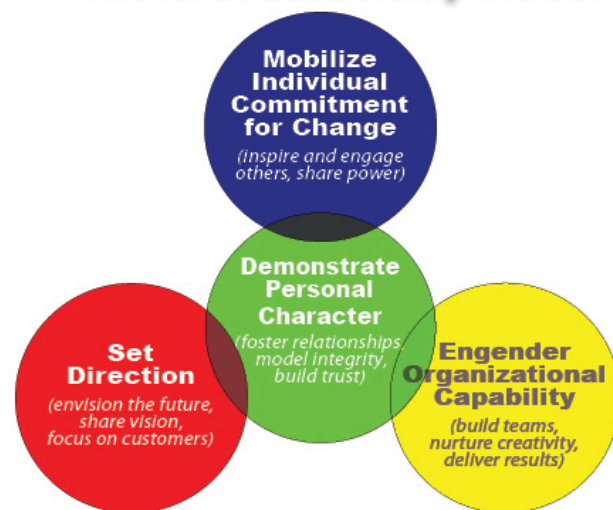 Mobilize
Individual
Commitment
for Change
(inspire and engage
others, share power)
Demonstrate
Personal
Character
(foster relationships,
model integrity,
build trust)
Set
Direction
(envision the future,
share vision,
focus on customers)
Engender
Organizational
Capability
(build teams,
nurture creativity,
deliver results)